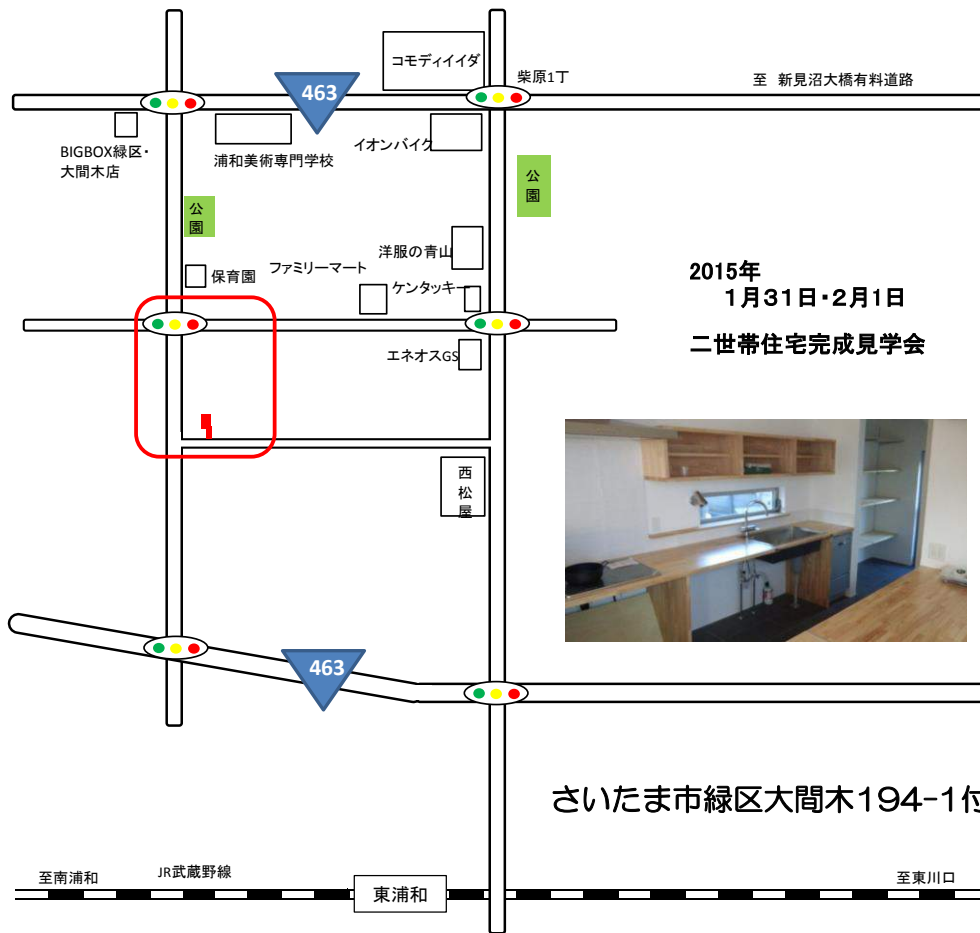 コモディイイダ
柴原1丁
463
至 新見沼大橋有料道路
BIGBOX緑区・
大間木店
浦和美術専門学校
イオンバイク
公
園
公
園
洋服の青山
保育園
ファミリーマート
ケンタッキー
2015年
1月31日・2月1日
二世帯住宅完成見学会
エネオスGS
西
松
屋
463
さいたま市緑区大間木194-1付
至南浦和
JR武蔵野線
東浦和
至東川口